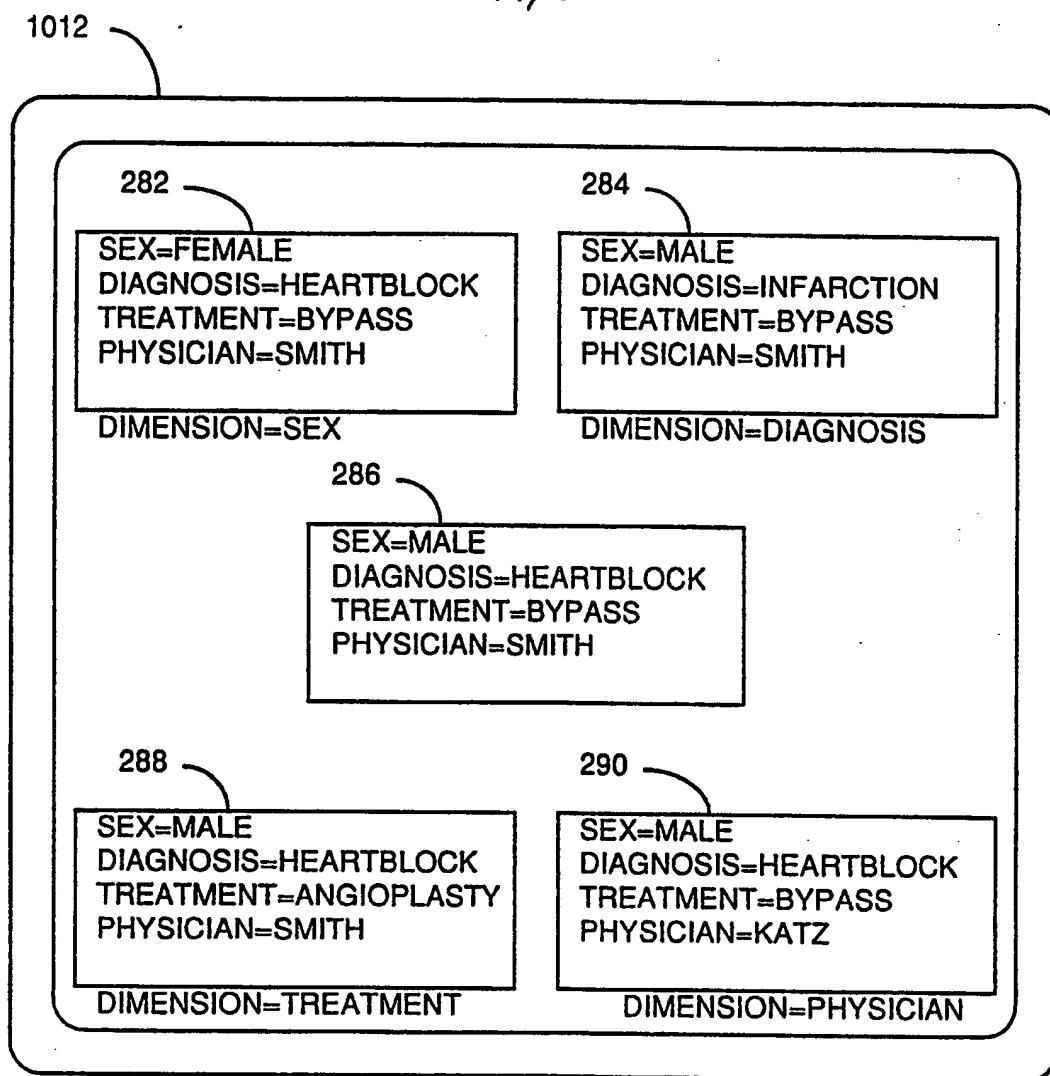 1012
282
SEX=FEMALE
DIAGNOSIS=HEARTBLOCK
TREATMENT=BYPASS
PHYSICIAN=SMITH
DIMENSION=SEX
284
SEX=MALE
DIAGNOSIS=INFARCTION
TREATMENT=BYPASS
PHYSICIAN=SMITH
DIMENSION=DIAGNOSIS
286
SEX=MALE
DIAGNOSIS=HEARTBLOCK
TREATMENT=BYPASS
PHYSICIAN=SMITH
288
SEX=MALE
DIAGNOSIS=HEARTBLOCK
TREATMENT=ANGIOPLASTY
PHYSICIAN=SMITH
DIMENSION=TREATMENT
290
SEX=MALE
DIAGNOSIS=HEARTBLOCK
TREATMENT=BYPASS
PHYSICIAN=KATZ
DIMENSION=PHYSICIAN